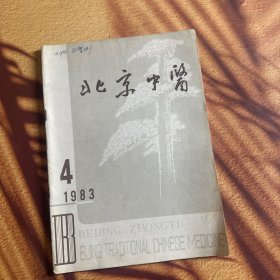 北京中醫
4
1983
BEIJING ZHONGYI
BEIJING TRADITIONAL CHINESE MEDICINE